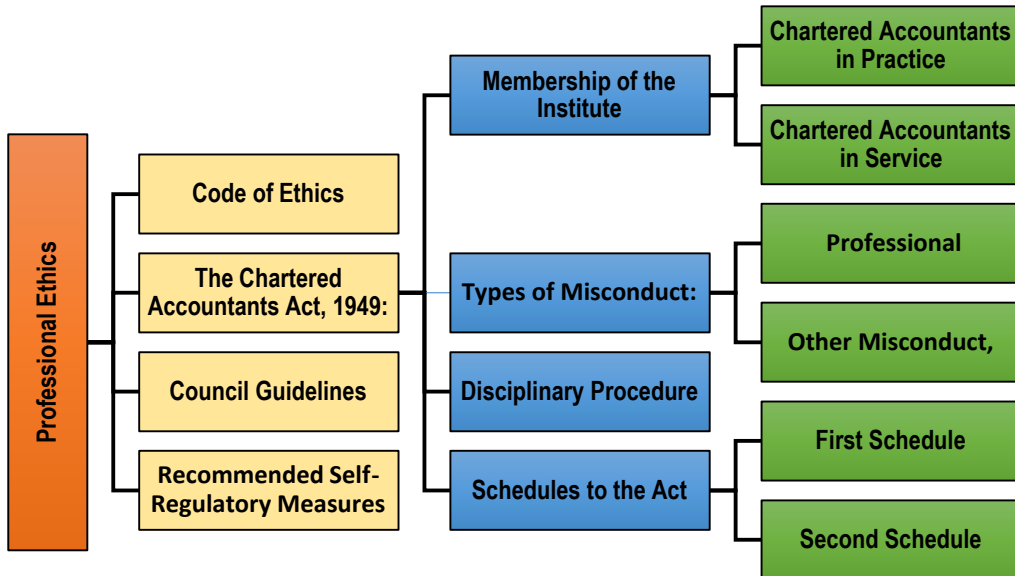 Professional Ethics
Code of Ethics
The Chartered
Accountants Act, 1949:
Council Guidelines
Recommended Self-
Regulatory Measures
Membership of the
Institute
Types of Misconduct:
Disciplinary Procedure
Schedules to the Act
Chartered Accountants
in Practice
Chartered Accountants
in Service
Professional
Other Misconduct,
First Schedule
Second Schedule